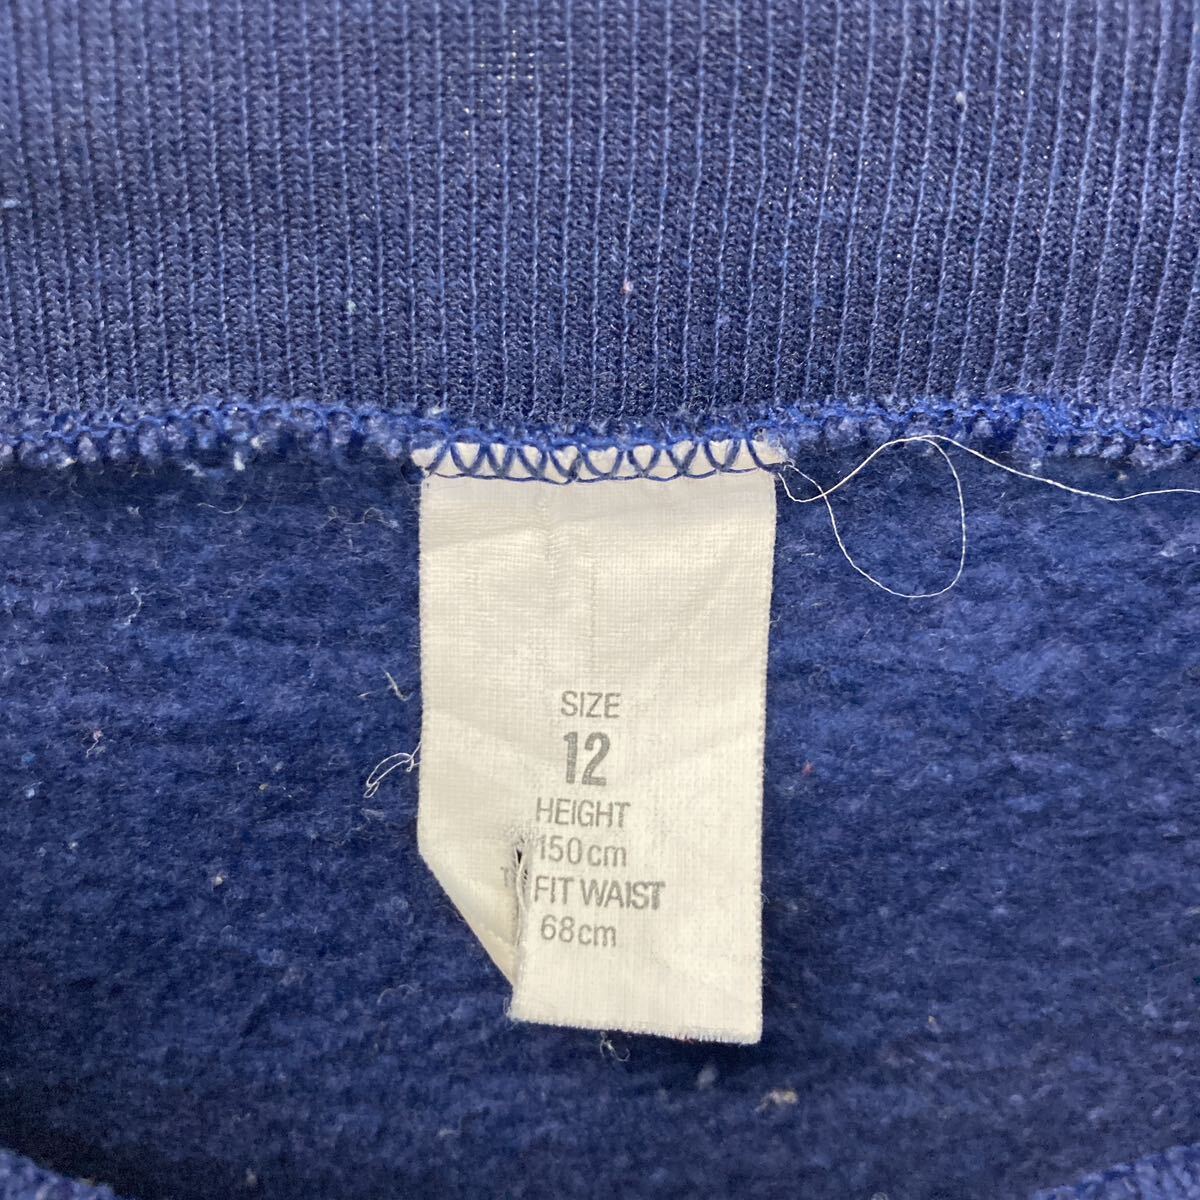 SIZE
12
HEIGHT
150cm
FIT WAIST
68cm